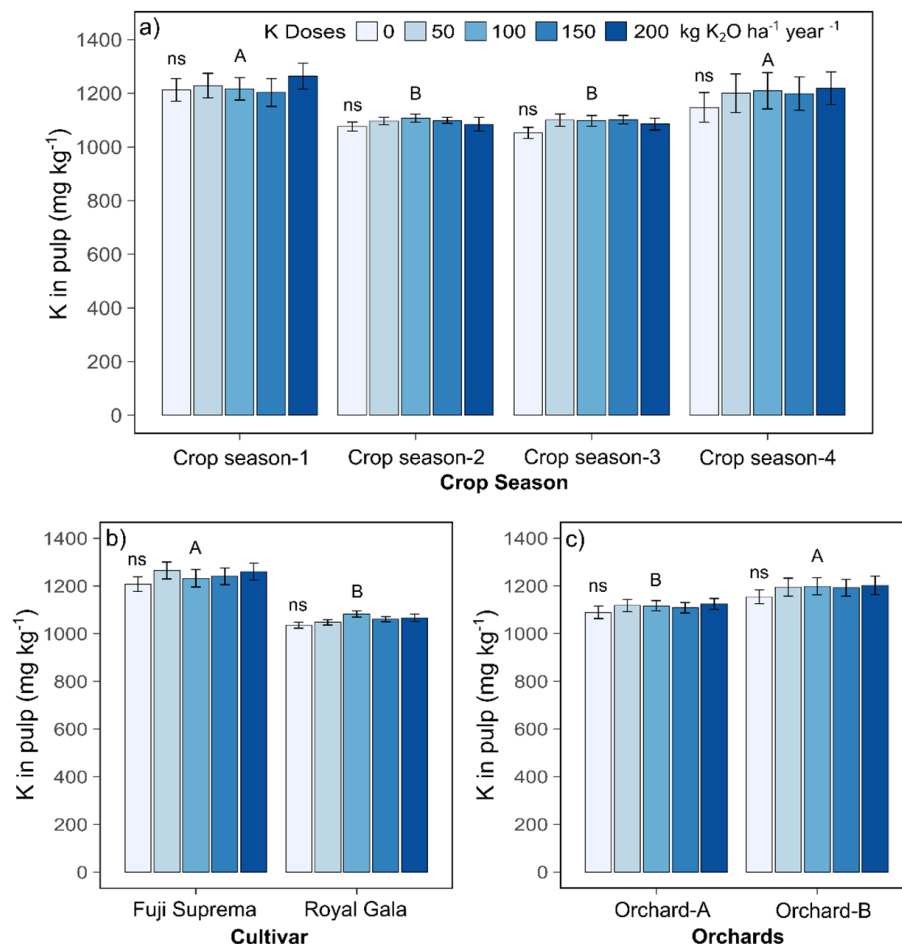 a)
K Doses 0 50 100 150 200 kg K₂O ha⁻¹ year⁻¹
1400
1200
1000
800
600
400
200
0
K in pulp (mg kg⁻¹)
ns A
ns B
ns B
ns A
Crop season-1 Crop season-2 Crop season-3 Crop season-4
Crop Season
b)
1400
1200
1000
800
600
400
200
0
K in pulp (mg kg⁻¹)
ns A
ns B
Fuji Suprema Royal Gala
Cultivar
c)
1400
1200
1000
800
600
400
200
0
K in pulp (mg kg⁻¹)
ns B
ns A
Orchard-A Orchard-B
Orchards